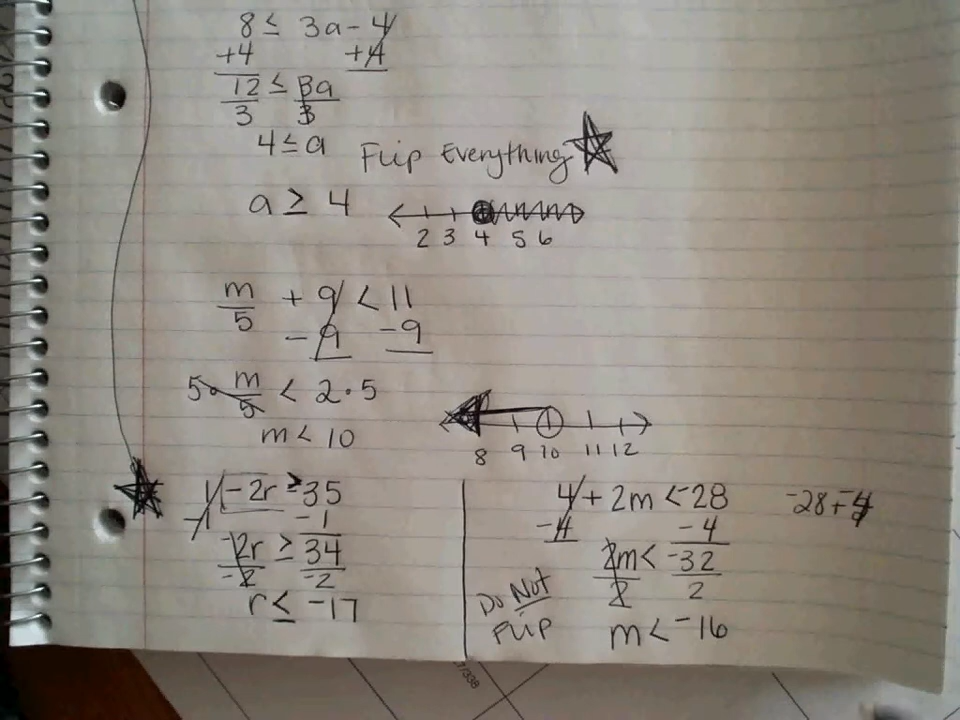 8 ≤ 3a - 4
+4 +4
12 ≤ 3a
3 3
4 ≤ a Flip Everything
a ≥ 4
2 3 4 5 6
m/5 + 9 < 11
- 9 -9
5 • m/5 < 2 • 5
m < 10
8 9 10 11 12
1 -2r ≥ 35
-1 -1
-2r ≥ 34
-2 -2
r ≤ -17
4 + 2m < -28 -28 + -4
-4 -4
2m < -32
2 2
Do Not
Flip
m < -16
7/338